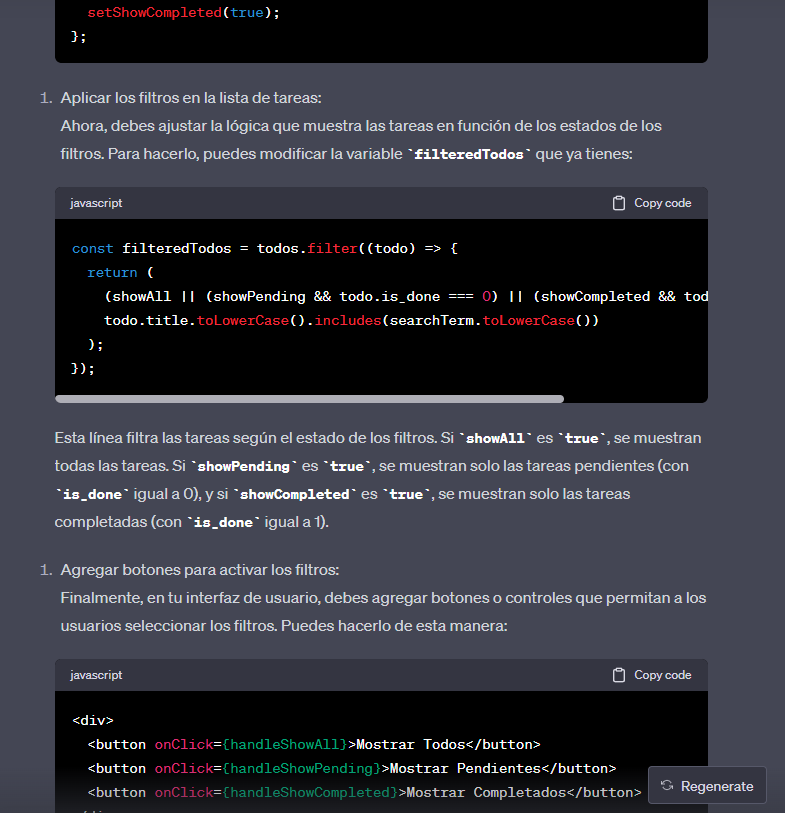 setShowCompleted(true);
};
1. Aplicar los filtros en la lista de tareas:
Ahora, debes ajustar la lógica que muestra las tareas en función de los estados de los
filtros. Para hacerlo, puedes modificar la variable `filteredTodos` que ya tienes:
javascript
Copy code
const filteredTodos = todos.filter((todo) => {
return (
(showAll || (showPending && todo.is_done === 0) || (showCompleted && tod
todo.title.toLowerCase().includes(searchTerm.toLowerCase())
);
});
Esta línea filtra las tareas según el estado de los filtros. Si `showAll` es `true`, se muestran
todas las tareas. Si `showPending` es `true`, se muestran solo las tareas pendientes (con
`is_done` igual a 0), y si `showCompleted` es `true`, se muestran solo las tareas
completadas (con `is_done` igual a 1).
1. Agregar botones para activar los filtros:
Finalmente, en tu interfaz de usuario, debes agregar botones o controles que permitan a los
usuarios seleccionar los filtros. Puedes hacerlo de esta manera:
javascript
Copy code
<div>
<button onClick={handleShowAll}>Mostrar Todos</button>
<button onClick={handleShowPending}>Mostrar Pendientes</button>
<button onClick={handleShowCompleted}>Mostrar Completados</button>
Regenerate